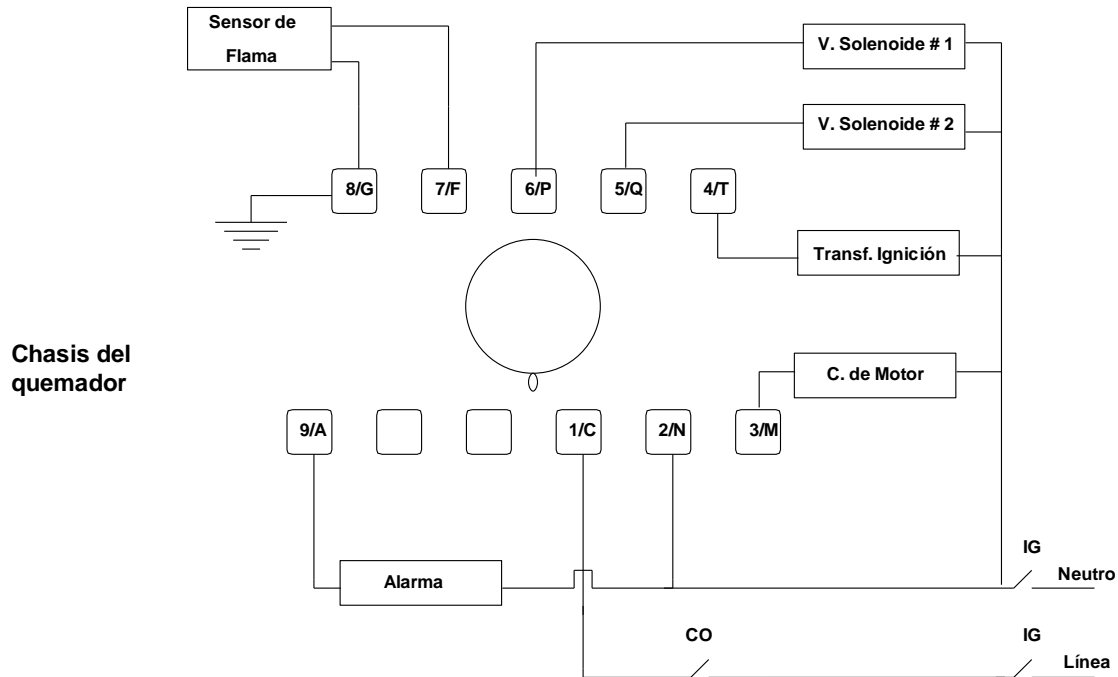 Sensor de
Flama
V. Solenoide # 1
V. Solenoide # 2
8/G
7/F
6/P
5/Q
4/T
Transf. Ignición
Chasis del
quemador
C. de Motor
9/A
1/C
2/N
3/M
IG
Neutro
Alarma
CO
IG
Línea